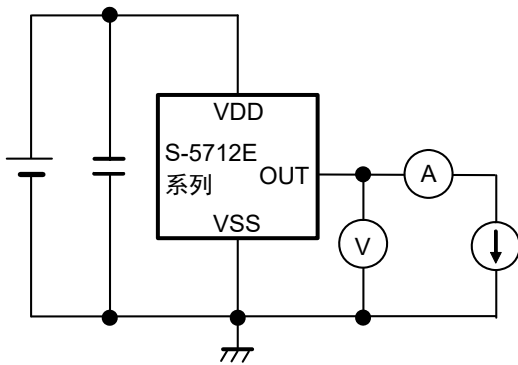 VDD
S-5712E
系列
OUT
VSS
A
V